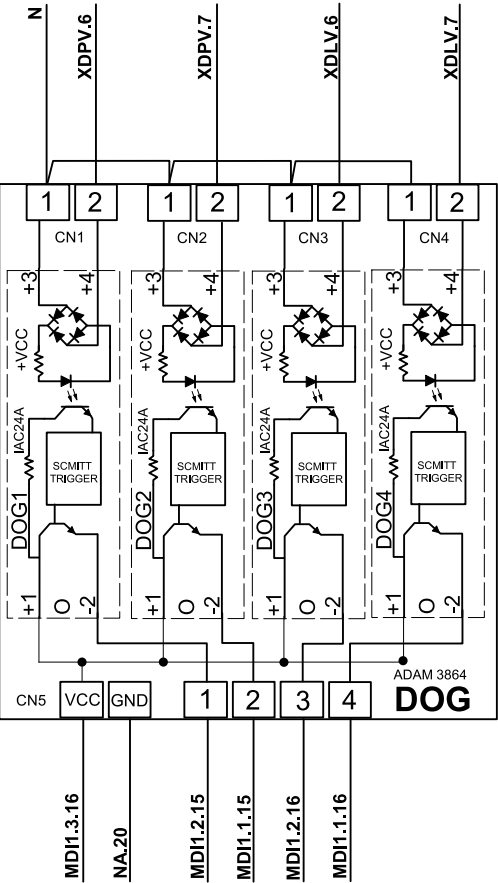 N
XDPV.6
XDPV.7
XDLV.6
XDLV.7
1 2
1 2
1 2
1 2
CN1
CN2
CN3
CN4
+3 +4
+3 +4
+3 +4
+3 +4
+VCC
+VCC
+VCC
+VCC
IAC24A
IAC24A
IAC24A
IAC24A
SCMITT
TRIGGER
SCMITT
TRIGGER
SCMITT
TRIGGER
SCMITT
TRIGGER
DOG1
DOG2
DOG3
DOG4
+1 O -2
+1 O -2
+1 O -2
+1 O -2
ADAM 3864
DOG
CN5 VCC GND 1 2 3 4
MDI1.3.16
NA.20
MDI1.2.15
MDI1.1.15
MDI1.2.16
MDI1.1.16